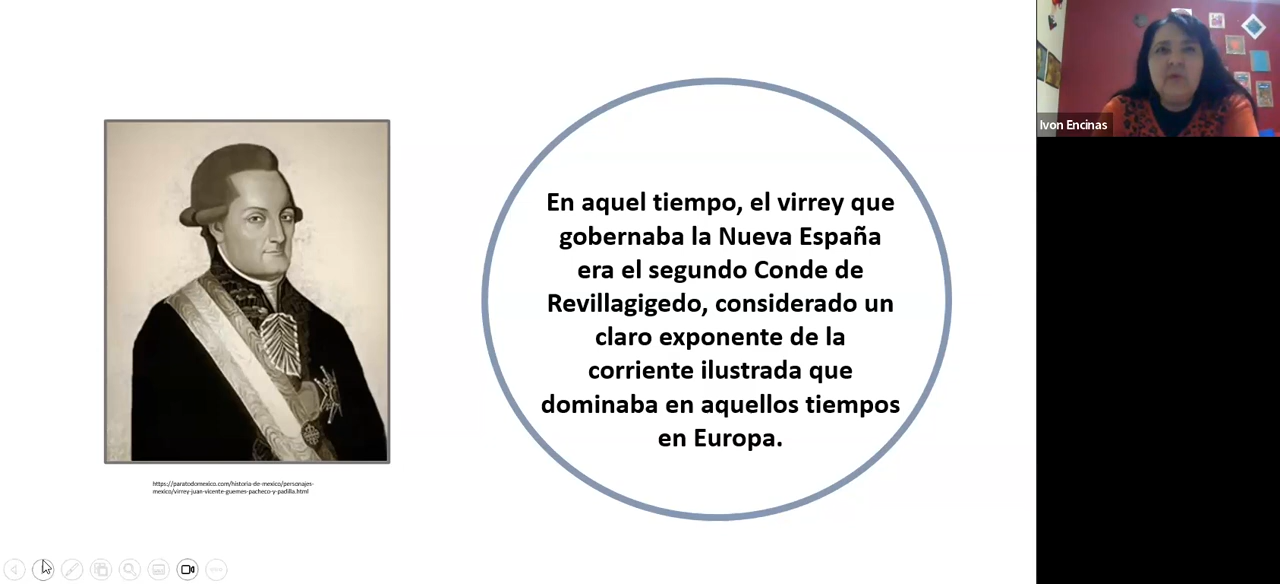 En aquel tiempo, el virrey que
gobernaba la Nueva España
era el segundo Conde de
Revillagigedo, considerado un
claro exponente de la
corriente ilustrada que
dominaba en aquellos tiempos
en Europa.
https://paratodomexico.com/historia-de-mexico/personajes-
mexico/virrey-juan-vicente-guemes-pacheco-y-padilla.html
Ivon Encinas